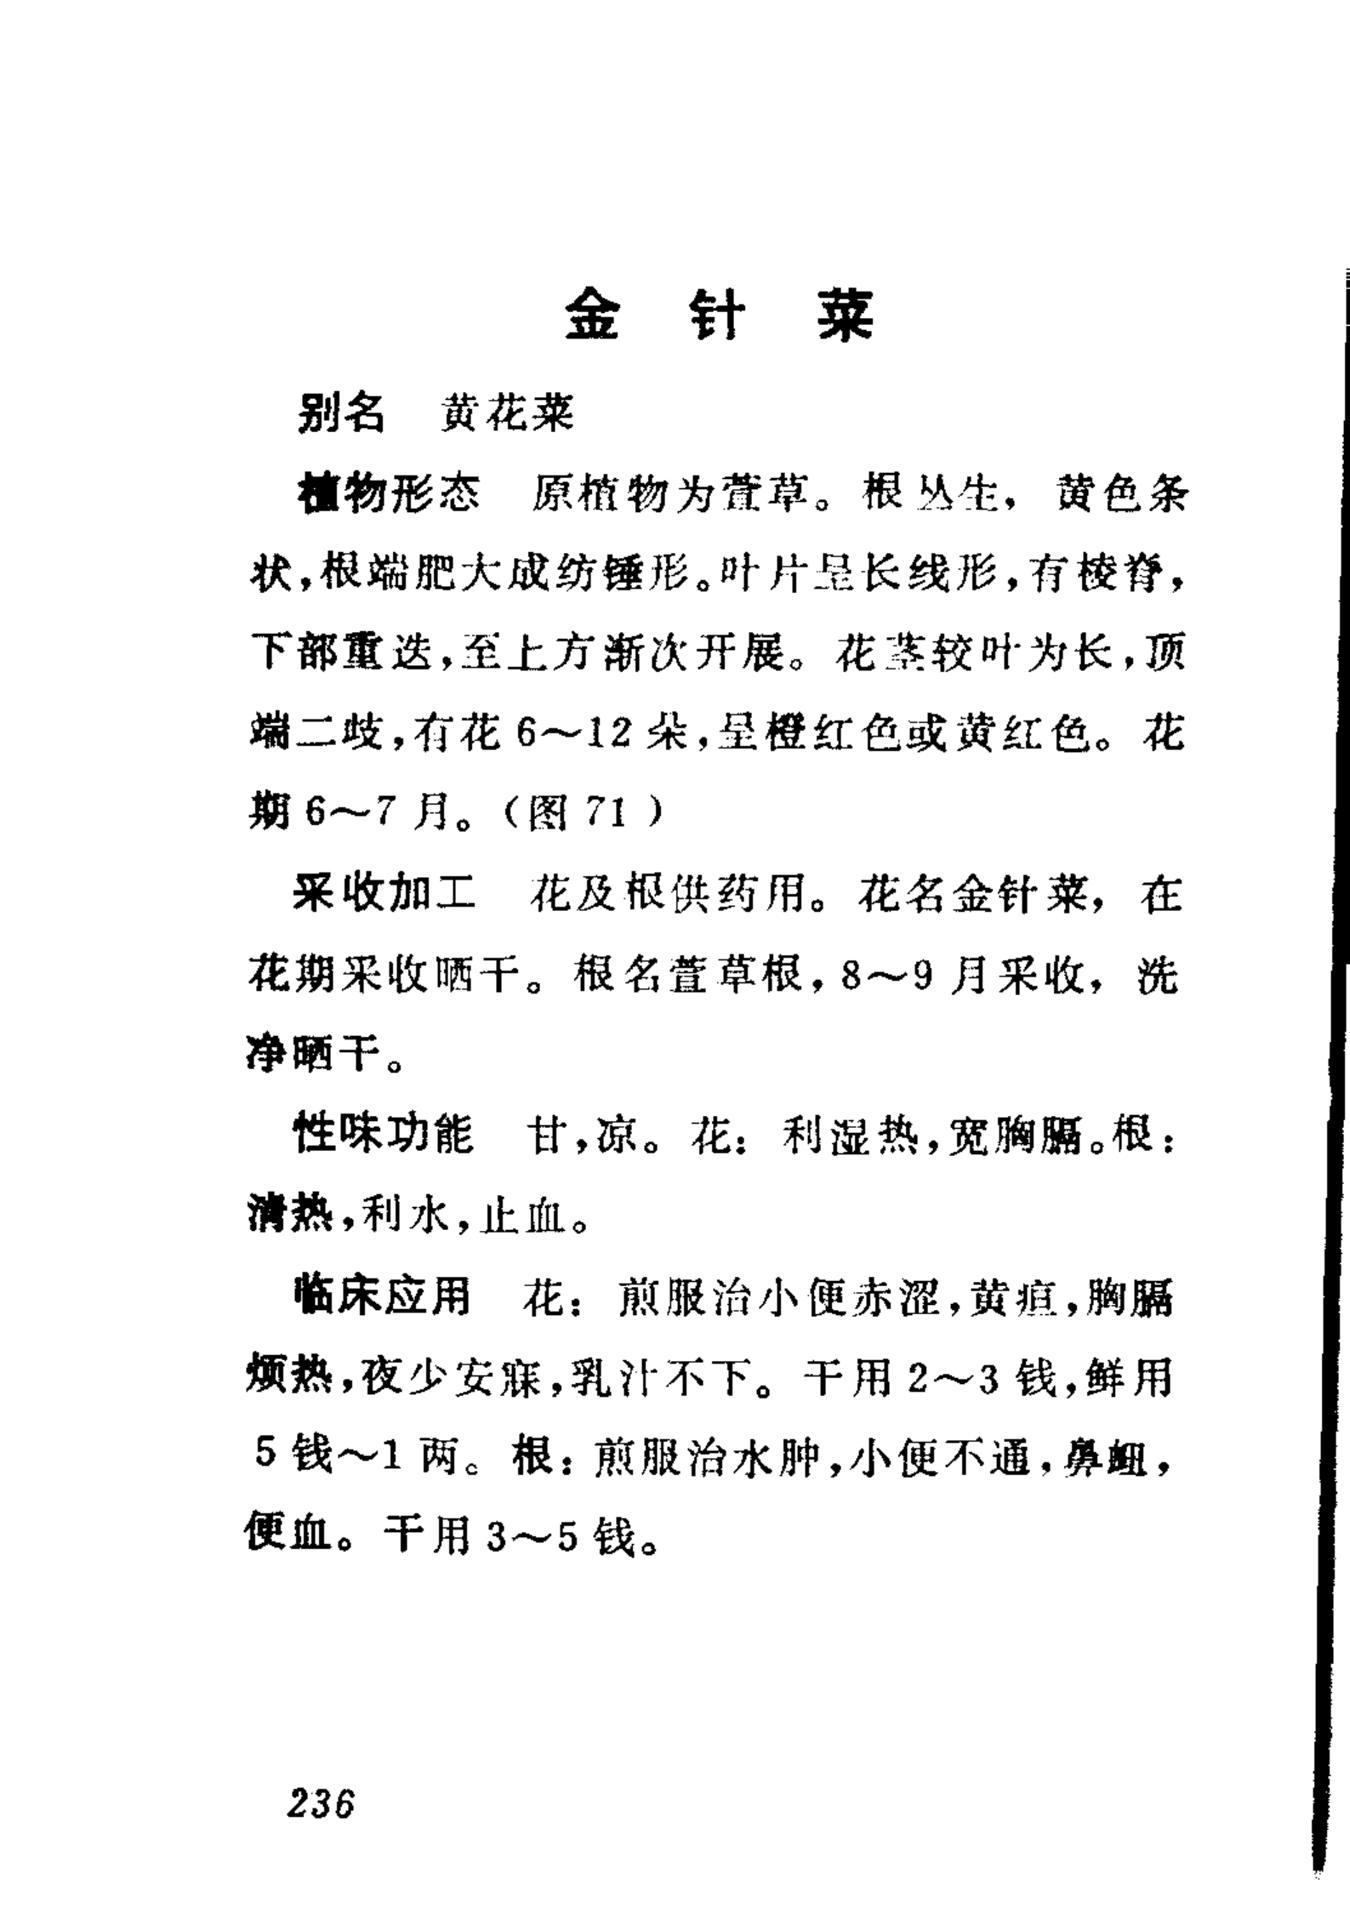 金针菜
别名 黄花菜
植物形态 原植物为萱草。根丛生，黄色条
状，根端肥大成纺锤形。叶片呈长线形，有棱脊，
下部重迭，至上方渐次开展。花茎较叶为长，顶
端二歧，有花6～12朵，呈橙红色或黄红色。花
期6～7月。（图71）
采收加工 花及根供药用。花名金针菜，在
花期采收晒干。根名萱草根，8～9月采收，洗
净晒干。
性味功能 甘，凉。花：利湿热，宽胸膈。根：
清热，利水，止血。
临床应用 花：煎服治小便赤涩，黄疸，胸膈
烦热，夜少安寐，乳汁不下。干用2～3钱，鲜用
5钱～1两。根：煎服治水肿，小便不通，鼻衄，
便血。干用3～5钱。
236